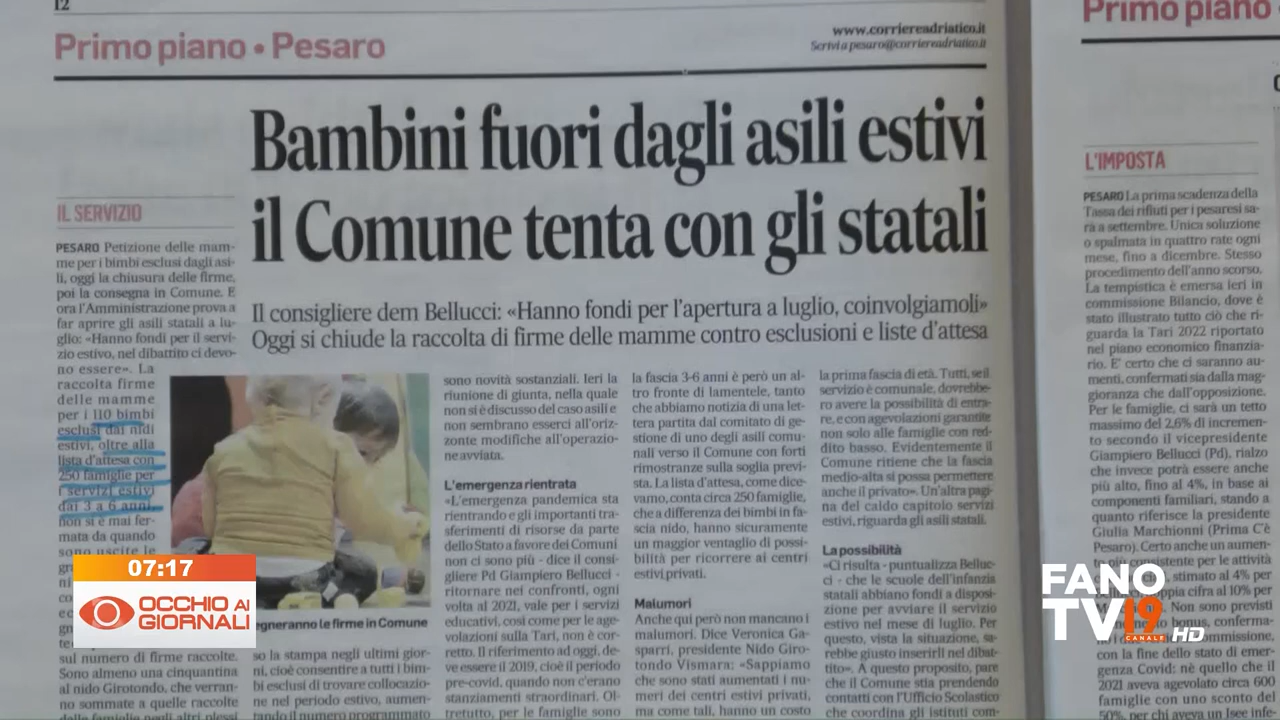 12
Primo piano • Pesaro
www.corriereadriatico.it
Scrivi a pesaro@corriereadriatico.it
Bambini fuori dagli asili estivi
il Comune tenta con gli statali
Il consigliere dem Bellucci: «Hanno fondi per l'apertura a luglio, coinvolgiamoli»
Oggi si chiude la raccolta di firme delle mamme contro esclusioni e liste d'attesa
IL SERVIZIO
PESARO Petizione delle mam-
me per i bimbi esclusi dagli asi-
li, oggi la chiusura delle firme,
poi la consegna in Comune. E
ora l'Amministrazione prova a
far aprire gli asili statali a lu-
glio: «Hanno fondi per il servi-
zio estivo, nel dibattito ci devo-
no essere». La
raccolta firme
delle mamme
per i 110 bimbi
esclusi dai nidi
estivi, oltre alla
lista d'attesa con
250 famiglie per
i servizi estivi
dai 3 a 6 anni,
non si è mai fer-
mata da quando
sono uscite le
sul numero di firme raccolte.
Sono almeno una cinquantina
al nido Girotondo, che verran-
no sommate a quelle raccolte
dalle famiglie negli altri plessi
egneranno le firme in Comune
so la stampa negli ultimi gior-
ni, cioè consentire a tutti i bim-
bi esclusi di trovare collocazio-
ne nel periodo estivo, aumen-
tando il numero programmato
sono novità sostanziali. Ieri la
riunione di giunta, nella quale
non si è discusso del caso asili e
non sembrano esserci all'oriz-
zonte modifiche all'operazio-
ne avviata.
L'emergenza rientrata
«L'emergenza pandemica sta
rientrando e gli importanti tra-
sferimenti di risorse da parte
dello Stato a favore dei Comuni
non ci sono più - dice il consi-
gliere Pd Giampiero Bellucci -
ritornare nei confronti, ogni
volta al 2021, vale per i servizi
educativi, così come per le age-
volazioni sulla Tari, non è cor-
retto. Il riferimento ad oggi, de-
ve essere il 2019, cioè il periodo
pre-covid, quando non c'erano
stanziamenti straordinari. Ol-
tretutto, per le famiglie sono
la fascia 3-6 anni è però un al-
tro fronte di lamentele, tanto
che abbiamo notizia di una let-
tera partita dal comitato di ge-
stione di uno degli asili comu-
nali verso il Comune con forti
rimostranze sulla soglia previ-
sta. La lista d'attesa, come dice-
vamo, conta circa 250 famiglie,
che a differenza dei bimbi in fa-
scia nido, hanno sicuramente
un maggior ventaglio di possi-
bilità per ricorrere ai centri
estivi privati.
Malumori
Anche qui però non mancano i
malumori. Dice Veronica Ga-
sparri, presidente Nido Giro-
tondo Vismara: «Sappiamo
che sono stati aumentati i nu-
meri dei centri estivi privati,
ma come tali, hanno un costo
la prima fascia di età. Tutti, se il
servizio è comunale, dovrebbe-
ro avere la possibilità di entra-
re, e con agevolazioni garantite
non solo alle famiglie con red-
dito basso. Evidentemente il
Comune ritiene che la fascia
medio-alta si possa permettere
anche il privato». Un'altra pagi-
na del caldo capitolo servizi
estivi, riguarda gli asili statali.
La possibilità
«Ci risulta - puntualizza Belluc-
ci - che le scuole dell'infanzia
statali abbiano fondi a disposi-
zione per avviare il servizio
estivo nel mese di luglio. Per
questo, vista la situazione, sa-
rebbe giusto inserirli nel dibat-
tito». A questo proposito, pare
che il Comune stia prendendo
contatti con l'Ufficio Scolastico
che coordina gli istituti com-
Primo piano
L'IMPOSTA
PESARO La prima scadenza della
Tassa dei rifiuti per i pesaresi sa-
rà a settembre. Unica soluzione
o spalmata in quattro rate ogni
mese, fino a dicembre. Stesso
procedimento dell'anno scorso.
La tempistica è emersa ieri in
commissione Bilancio, dove è
stato illustrato tutto ciò che ri-
guarda la Tari 2022 riportato
nel piano economico finanzia-
rio. E' certo che ci saranno au-
menti, confermati sia dalla mag-
gioranza che dall'opposizione.
Per le famiglie, ci sarà un tetto
massimo del 2,6% di incremen-
to secondo il vicepresidente
Giampiero Bellucci (Pd), rialzo
che invece potrà essere anche
più alto, fino al 4%, in base ai
componenti familiari, stando a
quanto riferisce la presidente
Giulia Marchionni (Prima C'è
Pesaro). Certo anche un aumen-
più consistente per le attività
stimato al 4% per
cifra al 10% per
Non sono previsti
conferma-
commissione,
con la fine dello stato di emer-
genza Covid: nè quello che il
2021 aveva agevolato circa 600
famiglie con uno sconto del
50%, per chi aveva un isee infe-
07:17
OCCHIO AI
GIORNALI
FANO
TV19
CANALE
HD